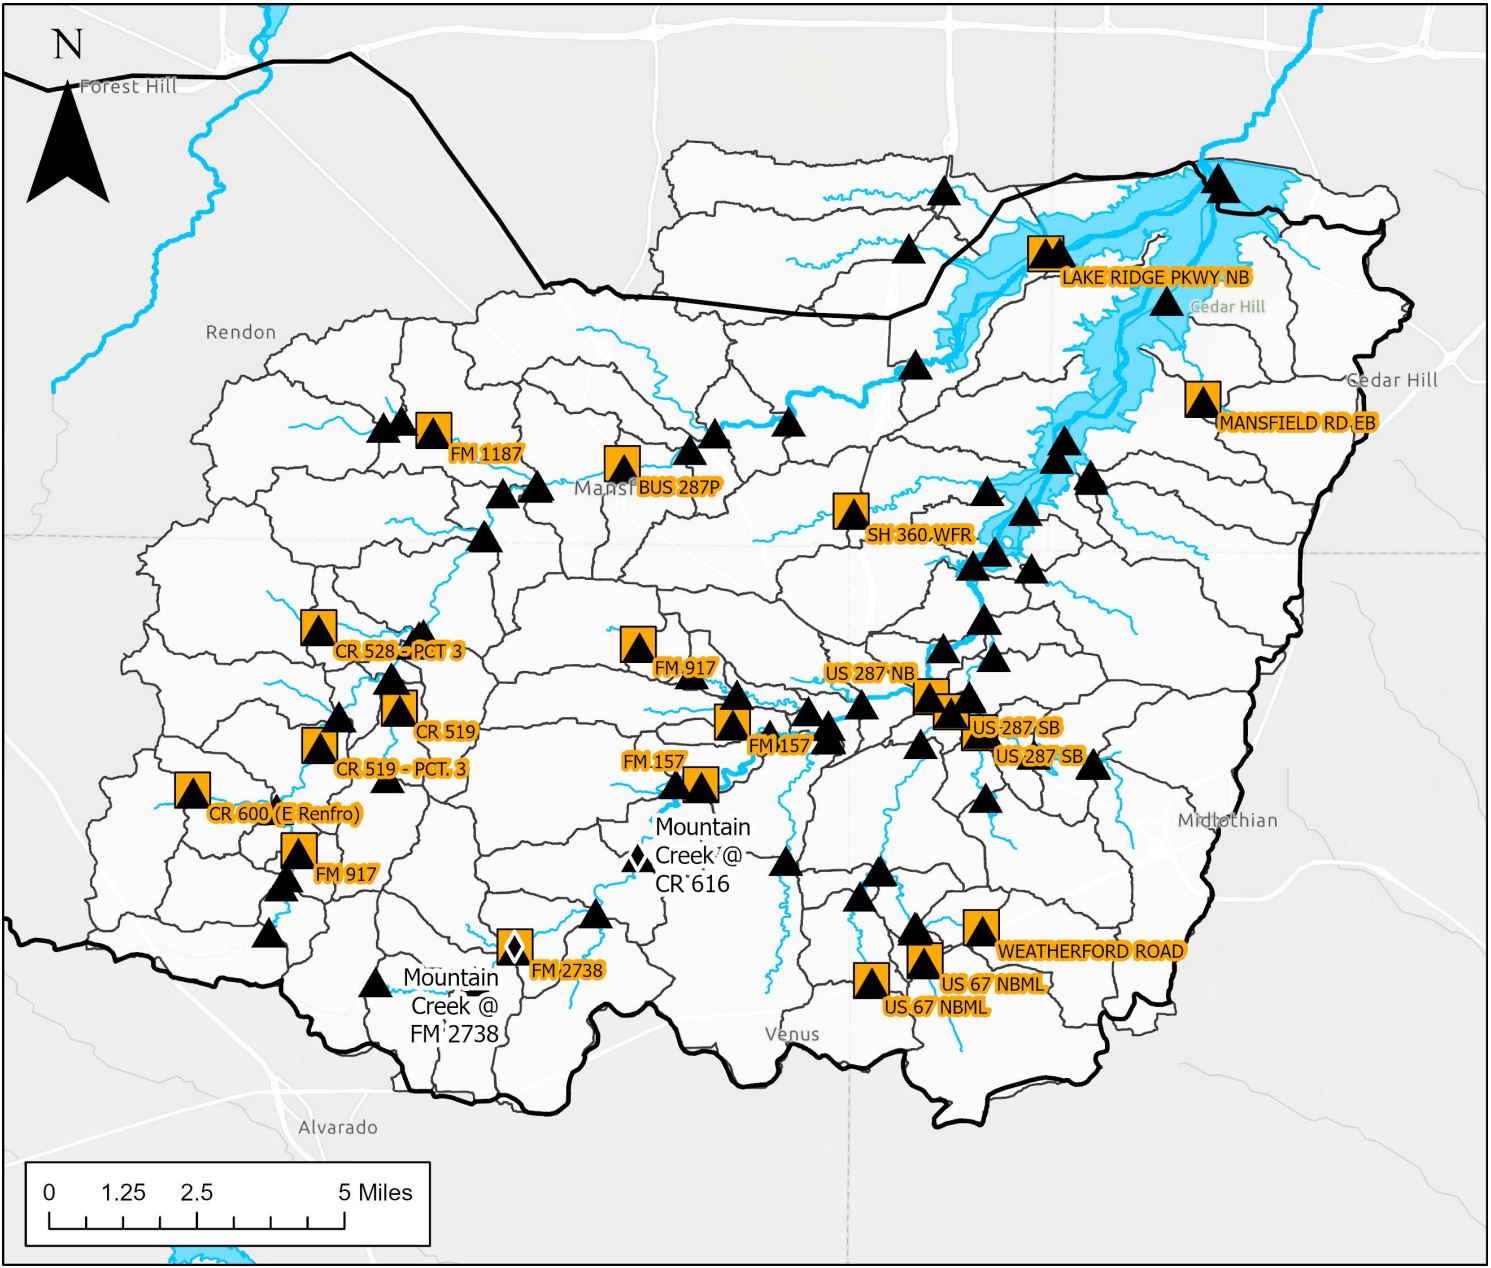 N
Forest Hill
LAKE RIDGE PKWY NB
Cedar Hill
Rendon
Cedar Hill
MANSFIELD RD EB
FM 1187
BUS 287P
SH 360 WFR
CR 528 - PCT 3
FM 917
US 287 NB
CR 519
US 287 SB
FM 157
US 287 SB
CR 519 - PCT. 3
FM 157
CR 600 (E Renfro)
Midlothian
Mountain
Creek @
CR 616
FM 917
WEATHERFORD ROAD
FM 2738
Mountain
Creek @
FM 2738
US 67 NBML
US 67 NBML
Venus
Alvarado
0 1.25 2.5 5 Miles